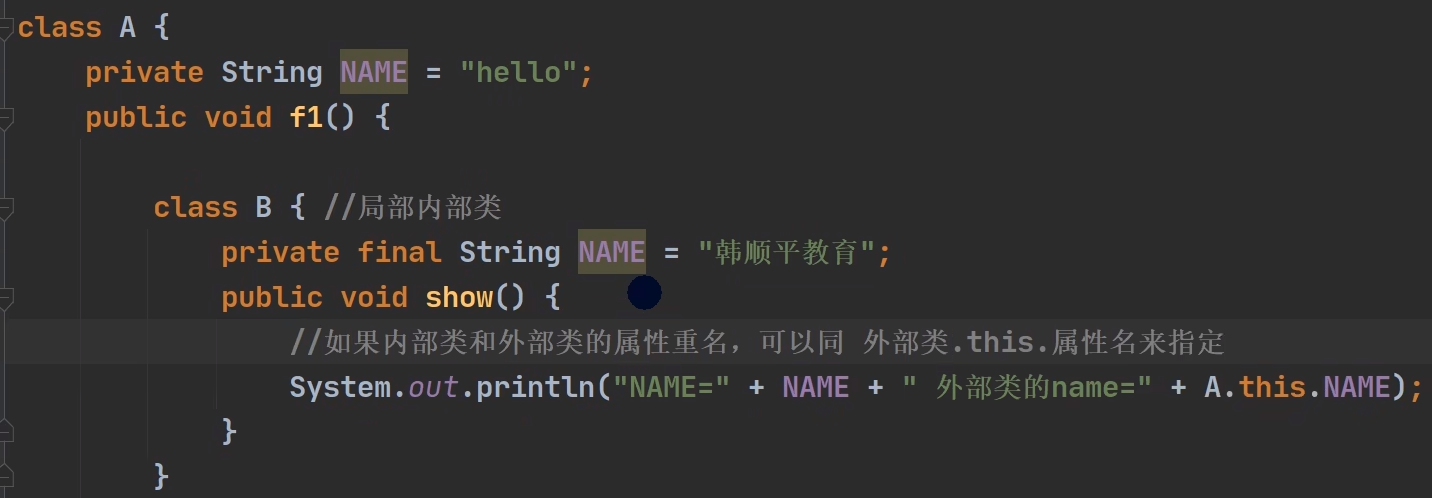 class A {
    private String NAME = "hello";
    public void f1() {
        class B { //局部内部类
            private final String NAME = "韩顺平教育";
            public void show() {
                //如果内部类和外部类的属性重名，可以同 外部类.this.属性名来指定
                System.out.println("NAME=" + NAME + " 外部类的name=" + A.this.NAME);
            }
        }